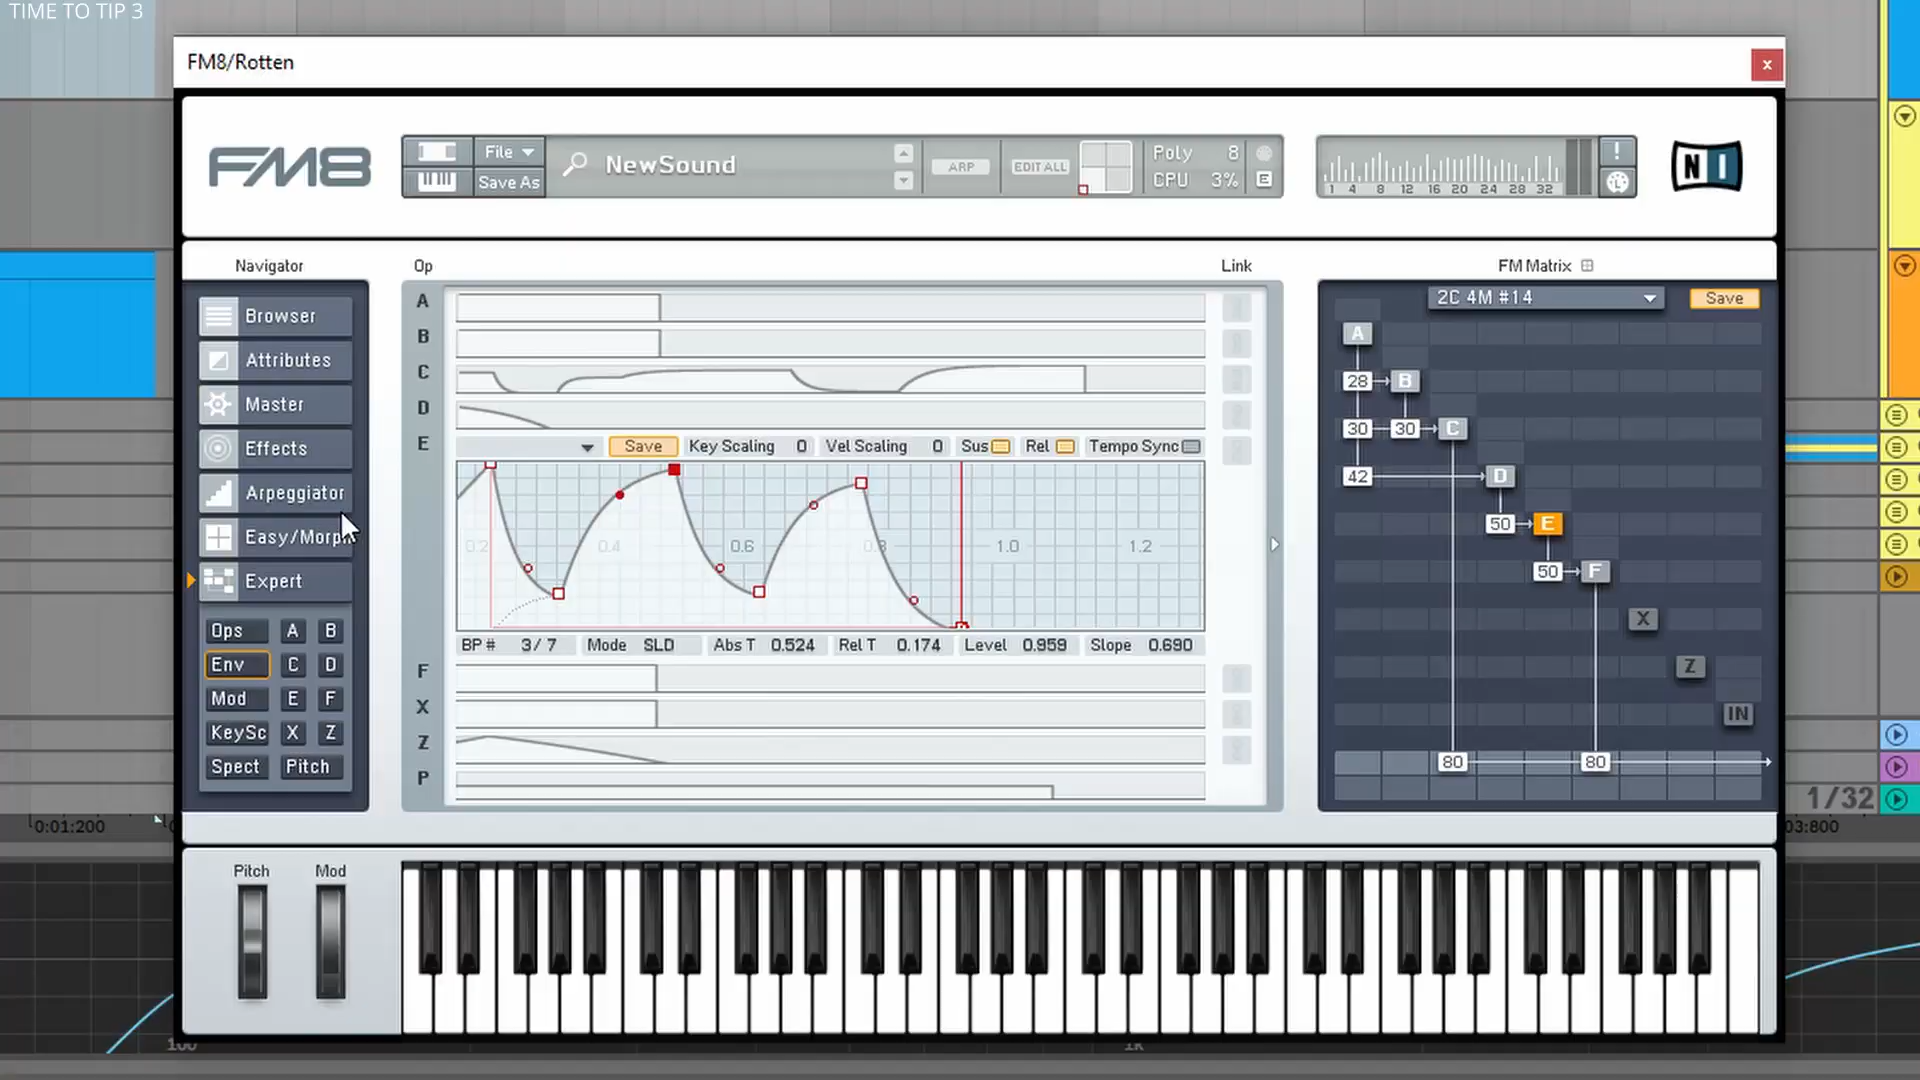 TIME TO TIP 3
FM8/Rotten
x
FM8
File
Save As
NewSound
ARP
EDIT ALL
Poly 8
CPU 3%
E
1 4 8 12 16 20 24 28 32
!
N I
Navigator
Op
Link
FM Matrix
Browser
Attributes
Master
Effects
Arpeggiator
Easy/Morph
Expert
Ops A B
Env C D
Mod E F
KeySc X Z
Spect Pitch
A
B
C
D
E
Save Key Scaling 0 Vel Scaling 0 Sus Rel Tempo Sync
0.2 0.4 0.6 0.8 1.0 1.2
BP # 3 / 7 Mode SLD Abs T 0.524 Rel T 0.174 Level 0.959 Slope 0.690
F
X
Z
P
2C 4M #14
Save
A
28 B
30 30 C
42 D
50 E
50 F
X
Z
IN
80 80
1/32
0:01:200
03:800
Pitch
Mod
100
1k